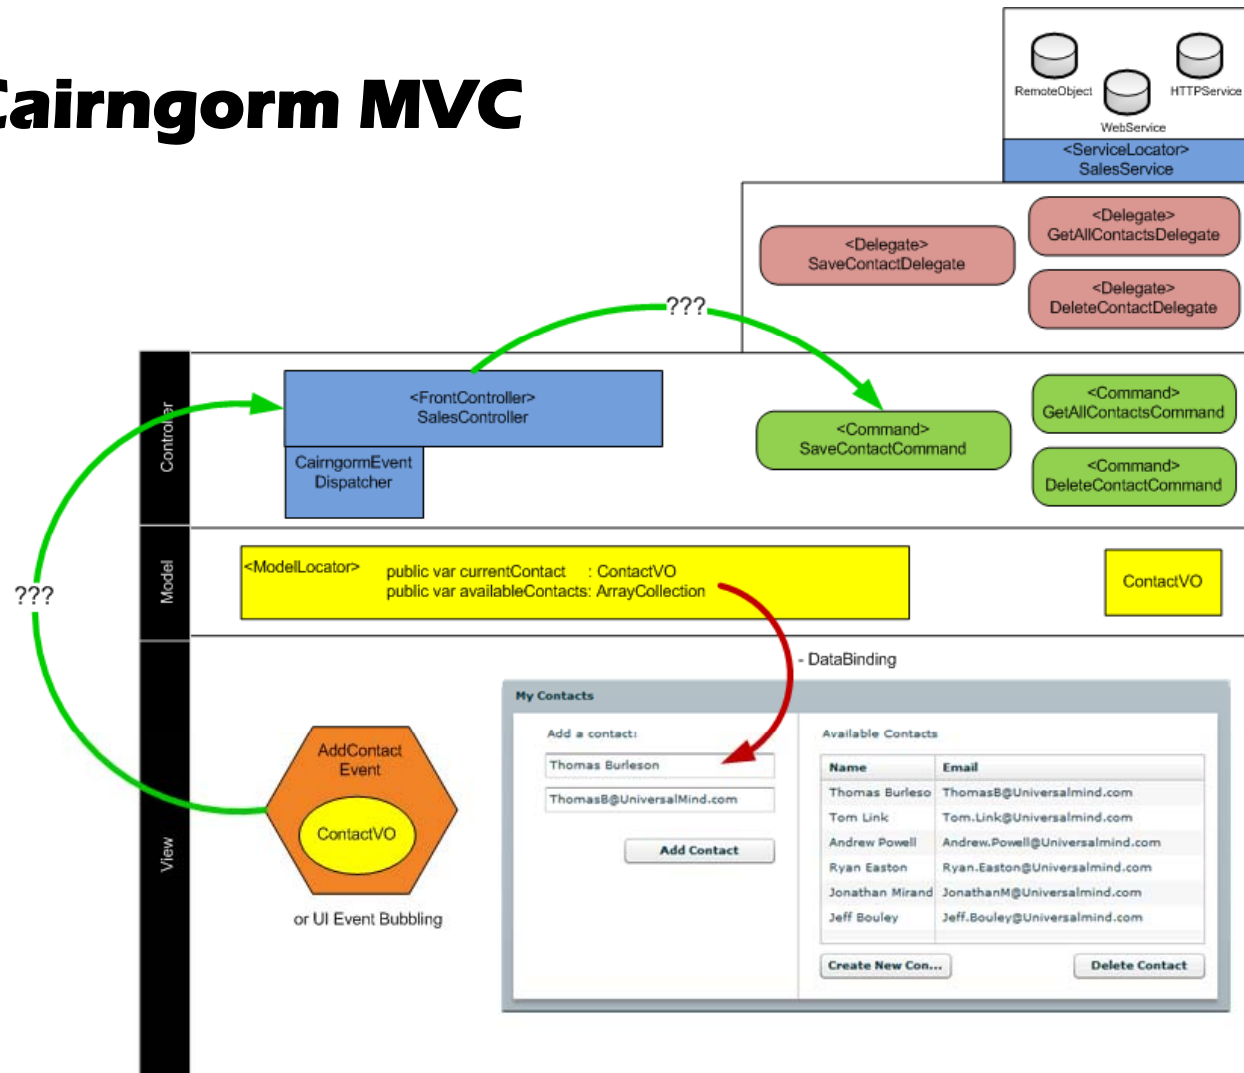 Cairngorm MVC
RemoteObject
HTTPService
WebService
<ServiceLocator>
SalesService
<Delegate>
SaveContactDelegate
<Delegate>
GetAllContactsDelegate
<Delegate>
DeleteContactDelegate
???
Controller
<FrontController>
SalesController
CairngormEvent
Dispatcher
<Command>
SaveContactCommand
<Command>
GetAllContactsCommand
<Command>
DeleteContactCommand
???
Model
<ModelLocator>
public var currentContact : ContactVO
public var availableContacts: ArrayCollection
ContactVO
- DataBinding
View
AddContact
Event
ContactVO
or UI Event Bubbling
My Contacts
Add a contact:
Thomas Burleson
ThomasB@UniversalMind.com
Add Contact
Available Contacts
Name Email
Thomas Burleso ThomasB@Universalmind.com
Tom Link Tom.Link@Universalmind.com
Andrew Powell Andrew.Powell@Universalmind.com
Ryan Easton Ryan.Easton@Universalmind.com
Jonathan Mirand JonathanM@Universalmind.com
Jeff Bouley Jeff.Bouley@Universalmind.com
Create New Con...
Delete Contact